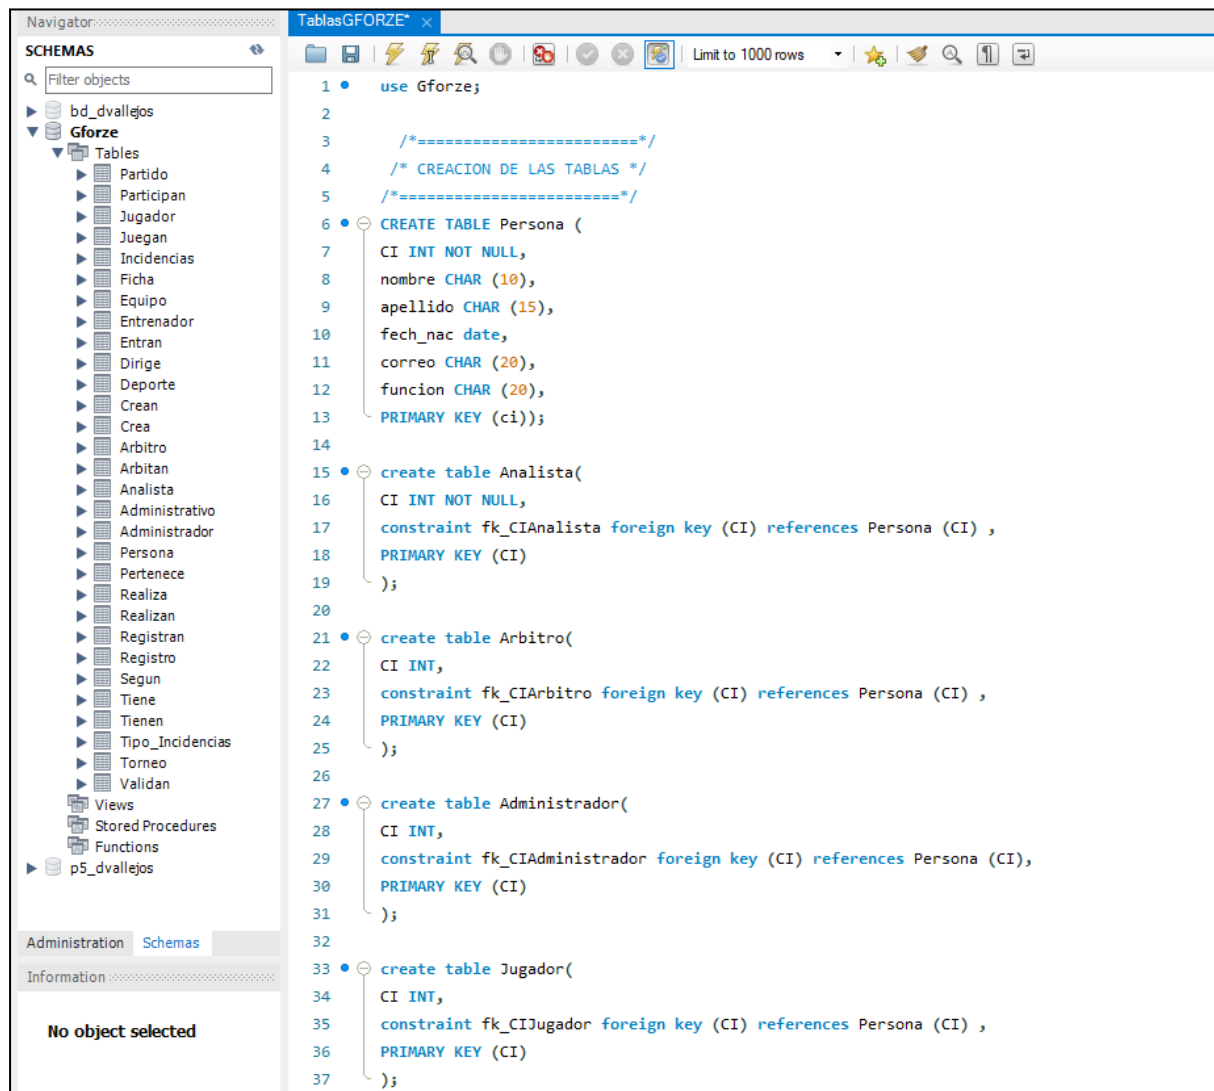 Navigator
SCHEMAS
Filter objects
bd_dvallejos
Gforze
Tables
Partido
Participan
Jugador
Juegan
Incidencias
Ficha
Equipo
Entrenador
Entran
Dirige
Deporte
Crean
Crea
Arbitro
Arbitan
Analista
Administrativo
Administrador
Persona
Pertenece
Realiza
Realizan
Registran
Registro
Segun
Tiene
Tienen
Tipo_Incidencias
Torneo
Validan
Views
Stored Procedures
Functions
p5_dvallejos
Administration Schemas
Information
No object selected
TablasGFORZE* ×
Limit to 1000 rows
1 use Gforze;
2
3 /*========================*/
4 /* CREACION DE LAS TABLAS */
5 /*========================*/
6 CREATE TABLE Persona (
7 CI INT NOT NULL,
8 nombre CHAR (10),
9 apellido CHAR (15),
10 fech_nac date,
11 correo CHAR (20),
12 funcion CHAR (20),
13 PRIMARY KEY (ci));
14
15 create table Analista(
16 CI INT NOT NULL,
17 constraint fk_CIAnalista foreign key (CI) references Persona (CI) ,
18 PRIMARY KEY (CI)
19 );
20
21 create table Arbitro(
22 CI INT,
23 constraint fk_CIArbitro foreign key (CI) references Persona (CI) ,
24 PRIMARY KEY (CI)
25 );
26
27 create table Administrador(
28 CI INT,
29 constraint fk_CIAdministrador foreign key (CI) references Persona (CI),
30 PRIMARY KEY (CI)
31 );
32
33 create table Jugador(
34 CI INT,
35 constraint fk_CIJugador foreign key (CI) references Persona (CI) ,
36 PRIMARY KEY (CI)
37 );